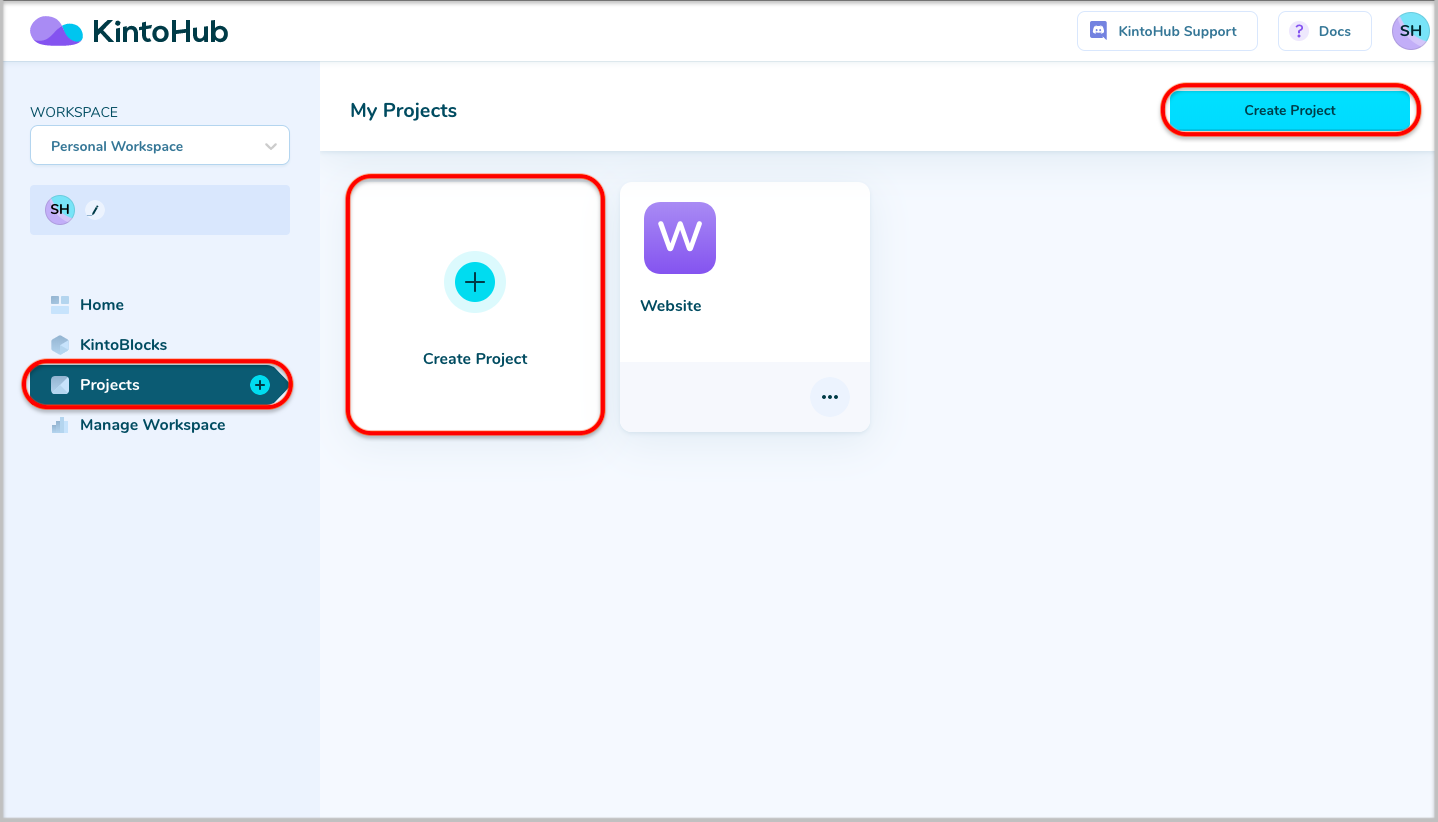 KintoHub
KintoHub Support
? Docs
SH
WORKSPACE
Personal Workspace
SH
Home
KintoBlocks
Projects
Manage Workspace
My Projects
Create Project
Create Project
W
Website